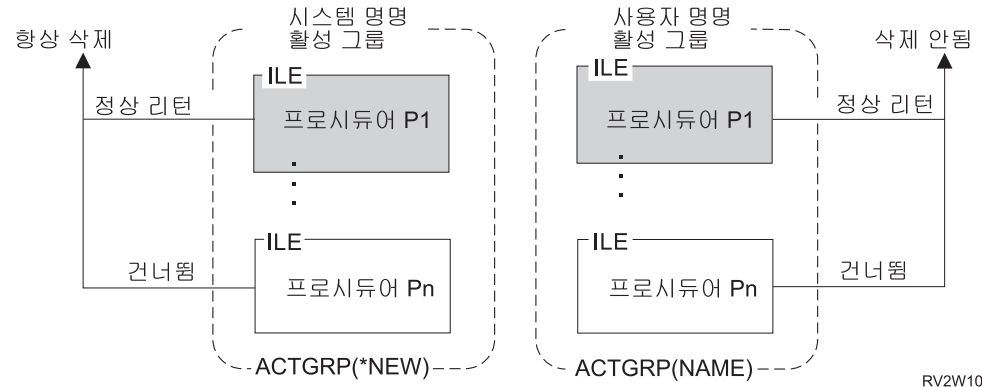 항상 삭제
시스템 명명
활성 그룹
ILE
정상 리턴
프로시듀어 P1
ILE
건너뜀
프로시듀어 Pn
ACTGRP(*NEW)
사용자 명명
활성 그룹
삭제 안됨
ILE
프로시듀어 P1
정상 리턴
ILE
프로시듀어 Pn
건너뜀
ACTGRP(NAME)
RV2W10